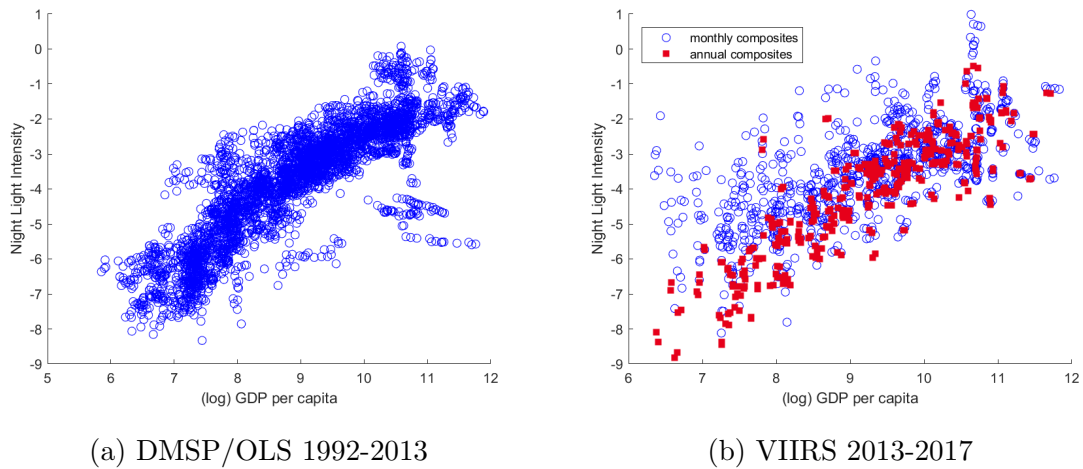 1
0
-1
-2
-3
-4
-5
-6
-7
-8
-9
Night Light Intensity
5 6 7 8 9 10 11 12
(log) GDP per capita
(a) DMSP/OLS 1992-2013
1
0
-1
-2
-3
-4
-5
-6
-7
-8
-9
Night Light Intensity
monthly composites
annual composites
6 7 8 9 10 11 12
(log) GDP per capita
(b) VIIRS 2013-2017